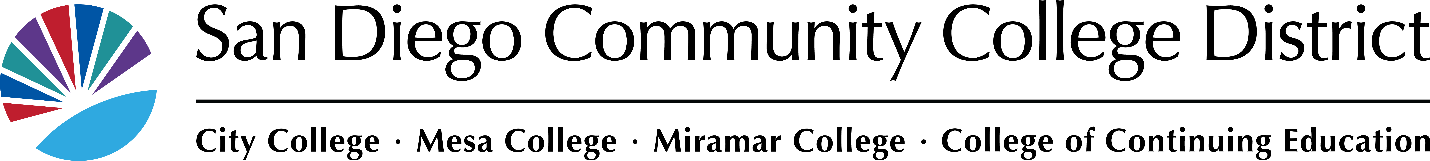 San Diego Community College District
City College · Mesa College · Miramar College · College of Continuing Education